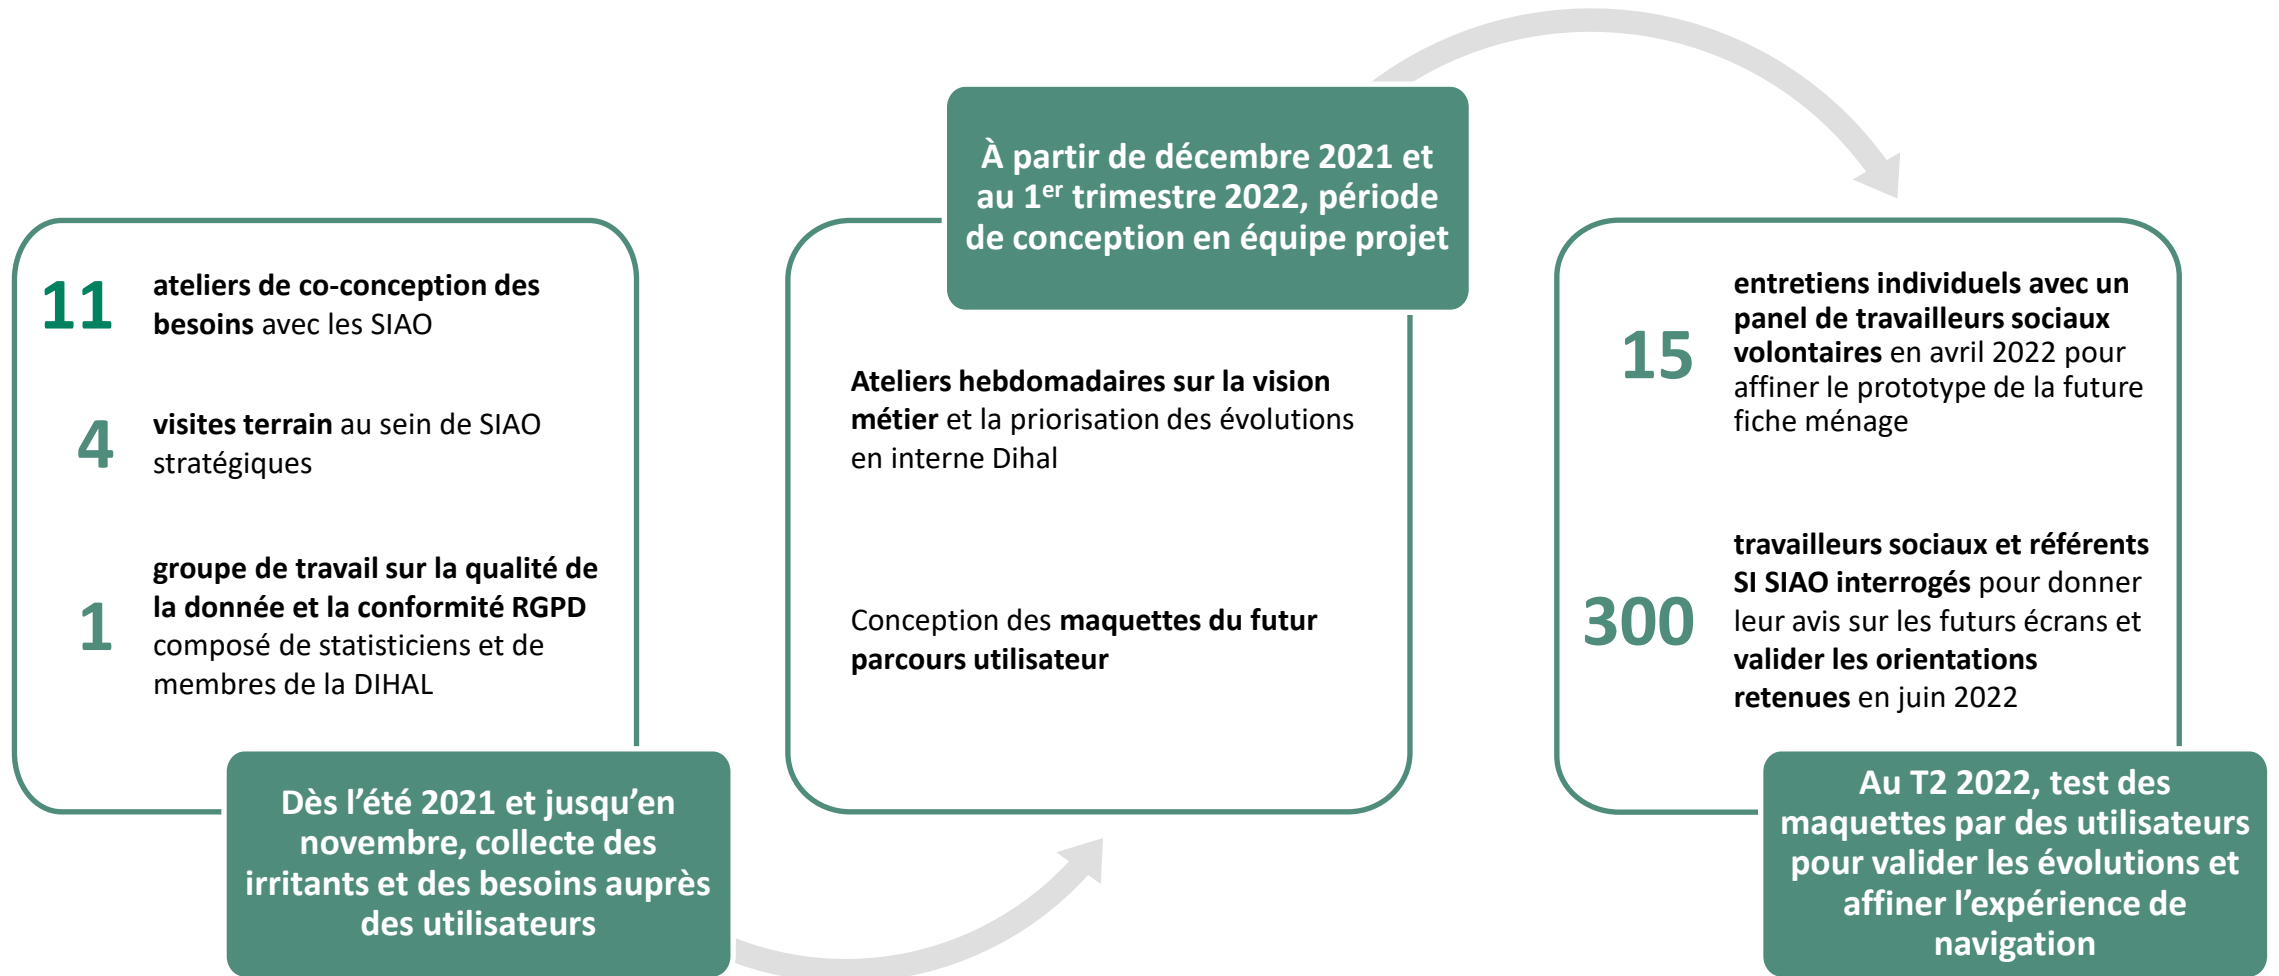 11
ateliers de co-conception des
besoins avec les SIAO
4
visites terrain au sein de SIAO
stratégiques
1
groupe de travail sur la qualité de
la donnée et la conformité RGPD
composé de statisticiens et de
membres de la DIHAL
Dès l’été 2021 et jusqu’en
novembre, collecte des
irritants et des besoins auprès
des utilisateurs
À partir de décembre 2021 et
au 1er trimestre 2022, période
de conception en équipe projet
Ateliers hebdomadaires sur la vision
métier et la priorisation des évolutions
en interne Dihal
Conception des maquettes du futur
parcours utilisateur
15
entretiens individuels avec un
panel de travailleurs sociaux
volontaires en avril 2022 pour
affiner le prototype de la future
fiche ménage
300
travailleurs sociaux et référents
SI SIAO interrogés pour donner
leur avis sur les futurs écrans et
valider les orientations
retenues en juin 2022
Au T2 2022, test des
maquettes par des utilisateurs
pour valider les évolutions et
affiner l’expérience de
navigation